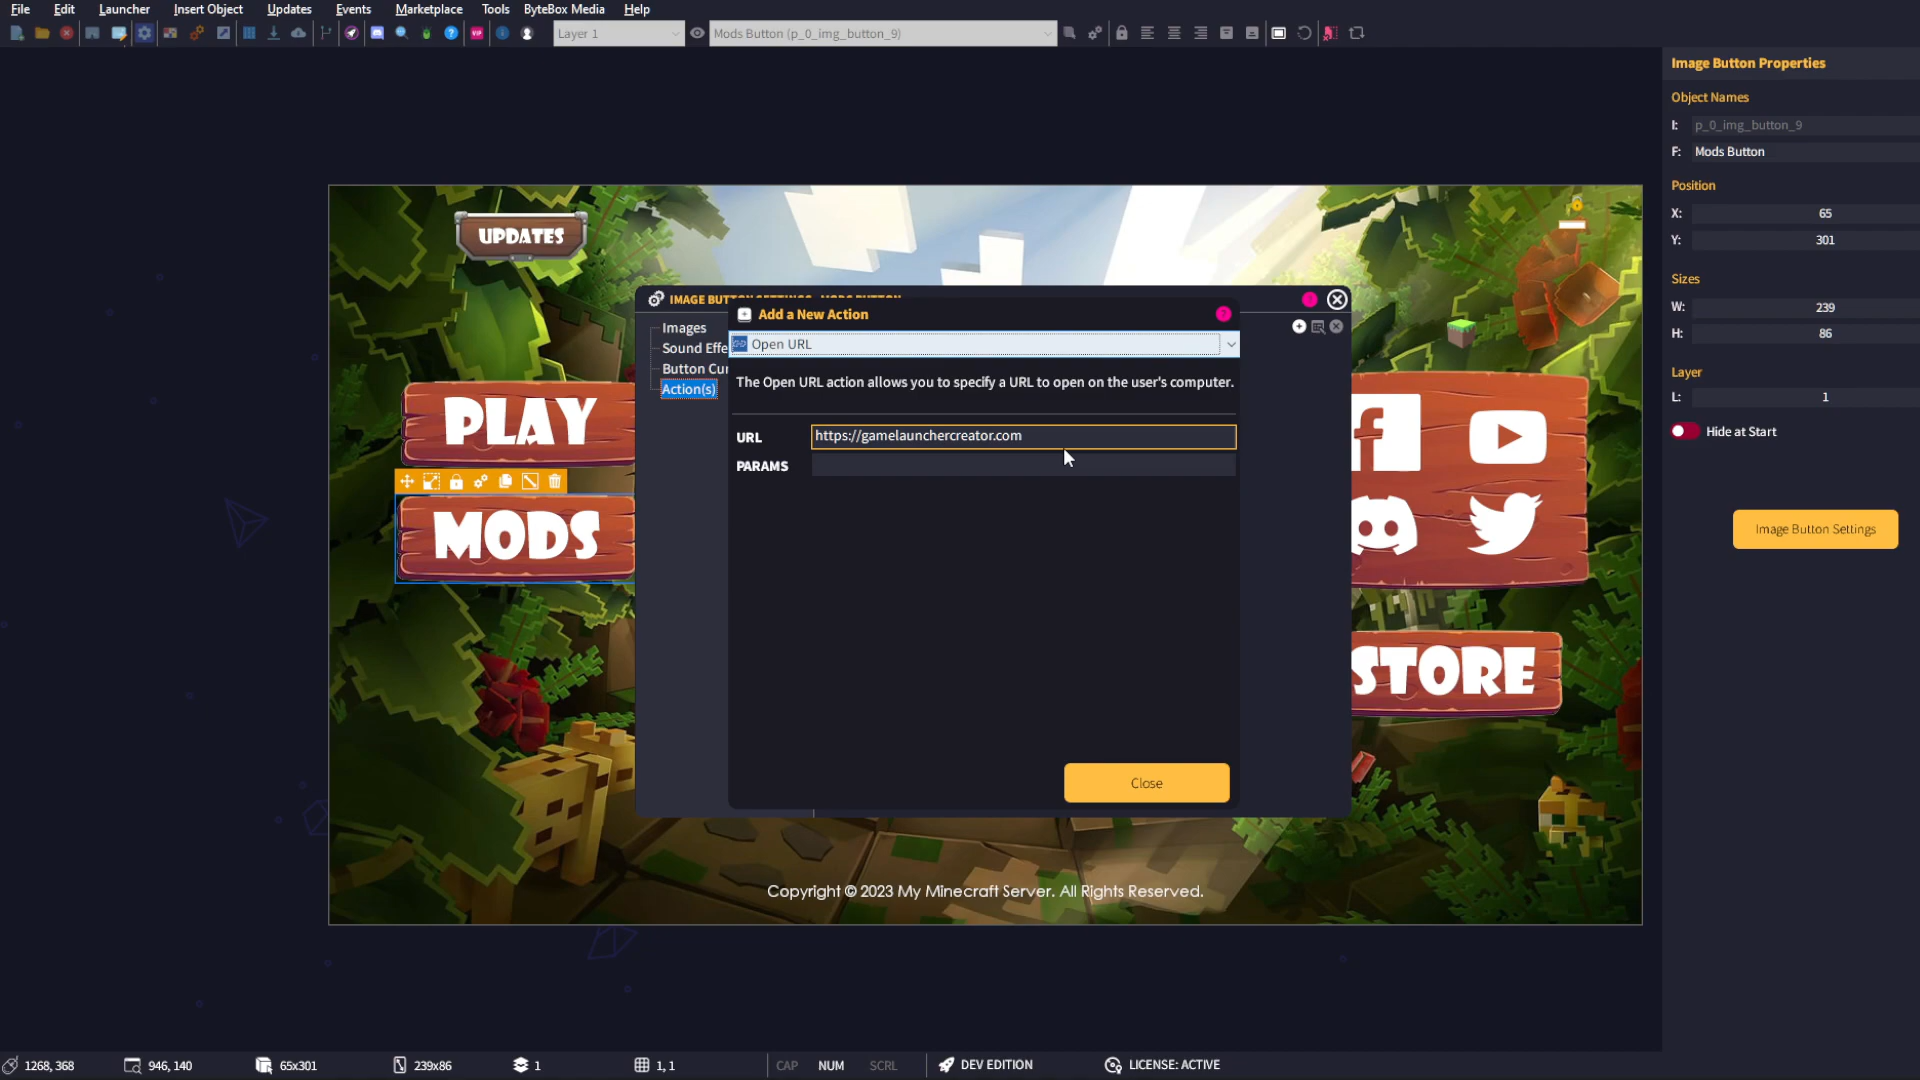 File Edit Launcher Insert Object Updates Events Marketplace Tools ByteBox Media Help
VIP Layer 1 Mods Button (p_0_img_button_9)
Image Button Properties
Object Names
I: p_0_img_button_9
F: Mods Button
Position
X: 65
Y: 301
Sizes
W: 239
H: 86
Layer
L: 1
Hide at Start
Image Button Settings
UPDATES
PLAY
MODS
STORE
Images
Sound Effe
Button Cur
Action(s)
Add a New Action
Open URL
The Open URL action allows you to specify a URL to open on the user's computer.
URL https://gamelaunchercreator.com
PARAMS
Close
Copyright © 2023 My Minecraft Server. All Rights Reserved.
1268, 368 946, 140 65x301 239x86 1 1, 1 CAP NUM SCRL DEV EDITION LICENSE: ACTIVE